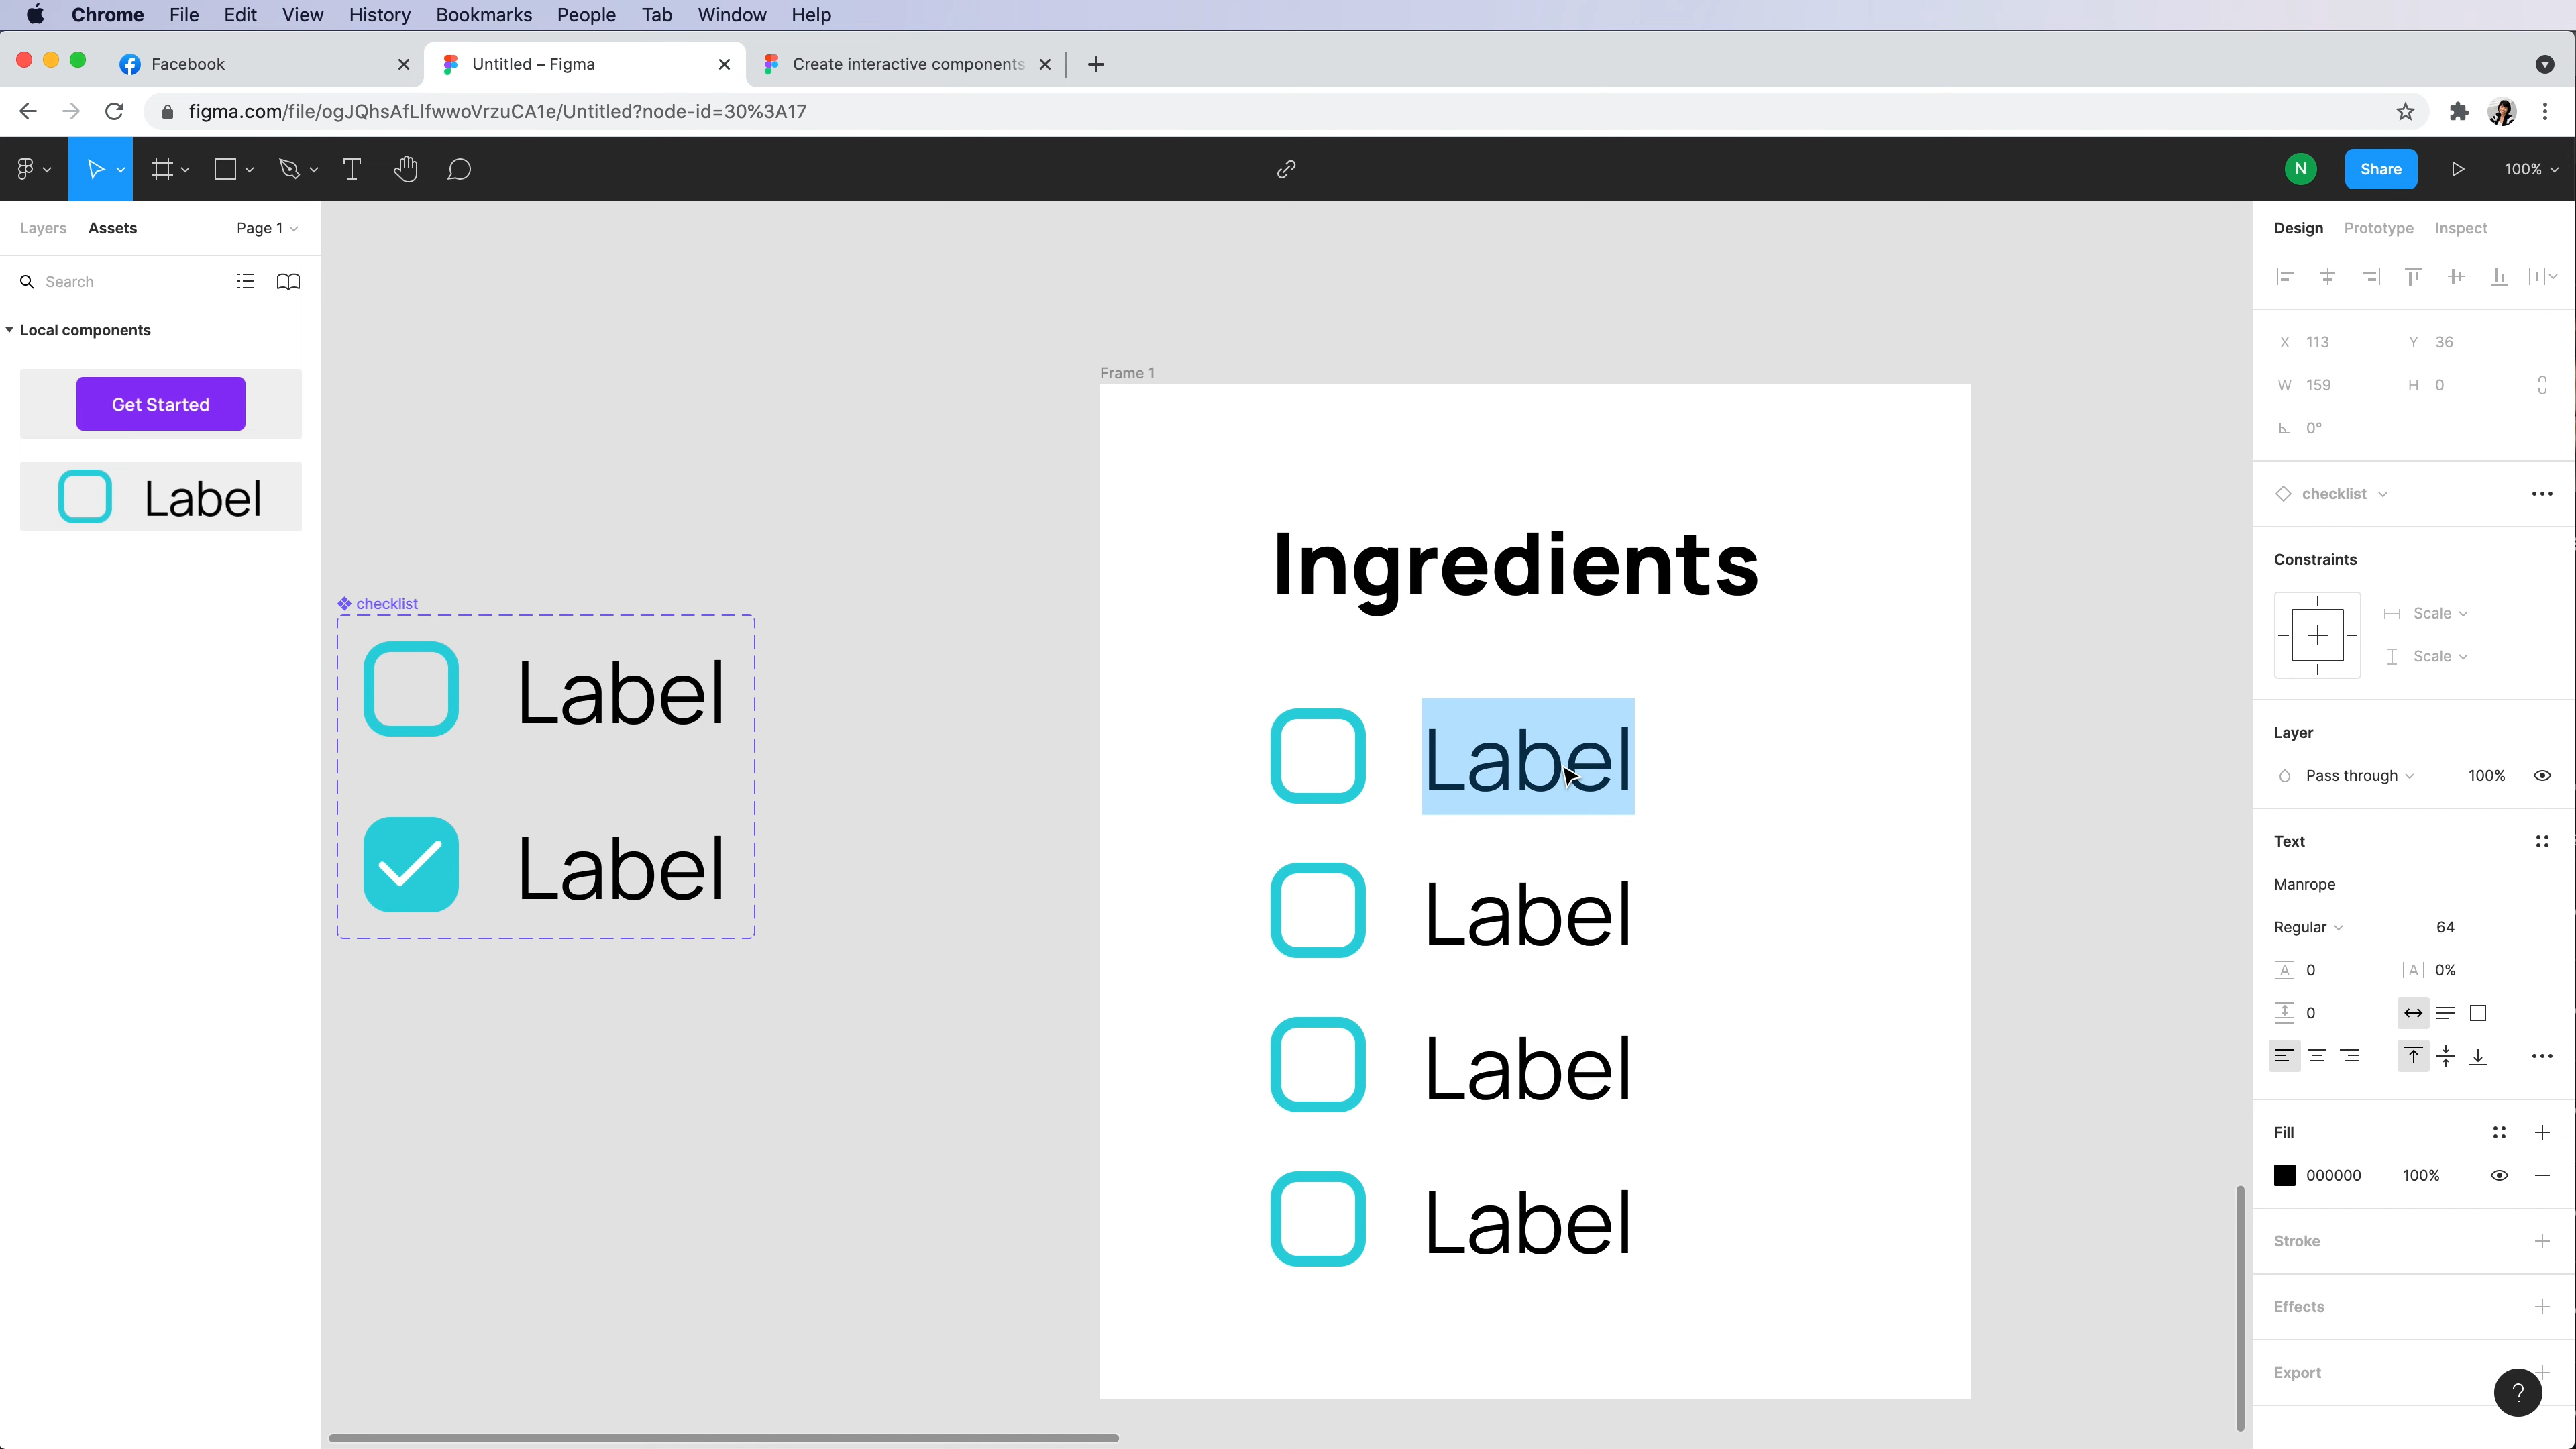 Chrome File Edit View History Bookmarks People Tab Window Help
Facebook Untitled – Figma Create interactive components
figma.com/file/ogJQhsAfLlfwwoVrzuCA1e/Untitled?node-id=30%3A17
N Share 100%
Layers Assets Page 1
Search
Local components
Get Started
Label
checklist
Label
Label
Frame 1
Ingredients
Label
Label
Label
Label
Design Prototype Inspect
X 113 Y 36
W 159 H 0
0°
checklist
Constraints
Scale
Scale
Layer
Pass through 100%
Text
Manrope
Regular 64
A 0 |A| 0%
0
Fill
000000 100%
Stroke
Effects
Export
?